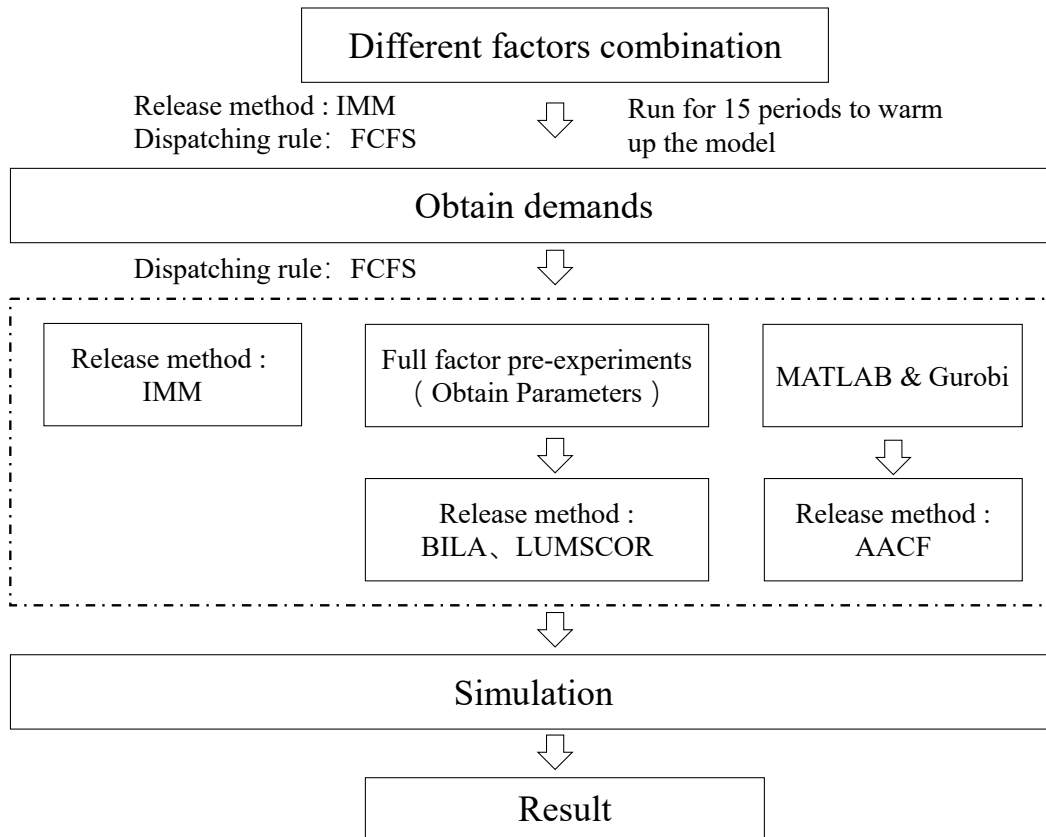 Different factors combination
Release method : IMM
Dispatching rule： FCFS
Run for 15 periods to warm
up the model
Obtain demands
Dispatching rule： FCFS
Release method :
IMM
Full factor pre-experiments
（ Obtain Parameters ）
MATLAB & Gurobi
Release method :
BILA、LUMSCOR
Release method :
AACF
Simulation
Result